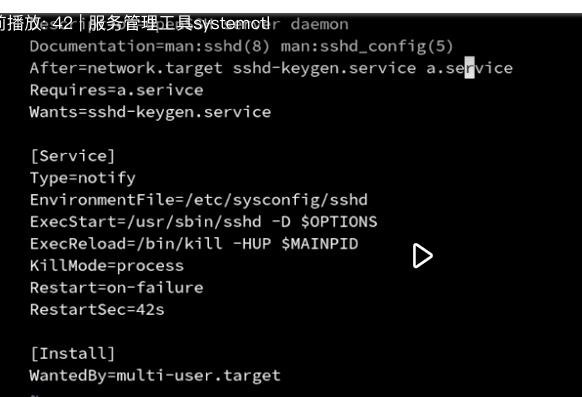 前播放: 42 | 服务管理工具systemctl
daemon
Documentation=man:sshd(8) man:sshd_config(5)
After=network.target sshd-keygen.service a.service
Requires=a.serivce
Wants=sshd-keygen.service
[Service]
Type=notify
EnvironmentFile=/etc/sysconfig/sshd
ExecStart=/usr/sbin/sshd -D $OPTIONS
ExecReload=/bin/kill -HUP $MAINPID
KillMode=process
Restart=on-failure
RestartSec=42s
[Install]
WantedBy=multi-user.target